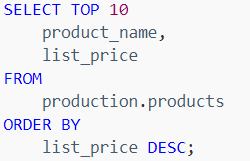 SELECT TOP 10
    product_name,
    list_price
FROM
    production.products
ORDER BY
    list_price DESC;